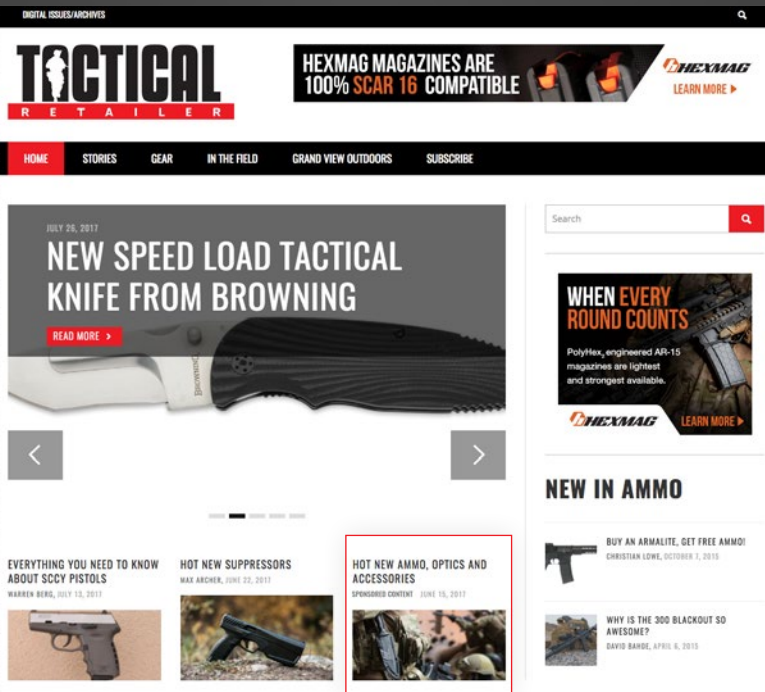 DIGITAL ISSUES/ARCHIVES
TACTICAL
RETAILER
HEXMAG MAGAZINES ARE
100% SCAR 16 COMPATIBLE
HEXMAG
LEARN MORE
HOME
STORIES
GEAR
IN THE FIELD
GRAND VIEW OUTDOORS
SUBSCRIBE
JULY 26, 2017
NEW SPEED LOAD TACTICAL
KNIFE FROM BROWNING
READ MORE
BROWNING
Search
WHEN EVERY
ROUND COUNTS
PolyHex2 engineered AR-15
magazines are lightest
and strongest available.
HEXMAG
LEARN MORE
NEW IN AMMO
BUY AN ARMALITE, GET FREE AMMO!
CHRISTIAN LOWE, OCTOBER 7, 2015
WHY IS THE 300 BLACKOUT SO
AWESOME?
DAVID BAHDE, APRIL 6, 2015
EVERYTHING YOU NEED TO KNOW
ABOUT SCCY PISTOLS
WARREN BERG, JULY 13, 2017
HOT NEW SUPPRESSORS
MAX ARCHER, JUNE 22, 2017
HOT NEW AMMO, OPTICS AND
ACCESSORIES
SPONSORED CONTENT JUNE 15, 2017